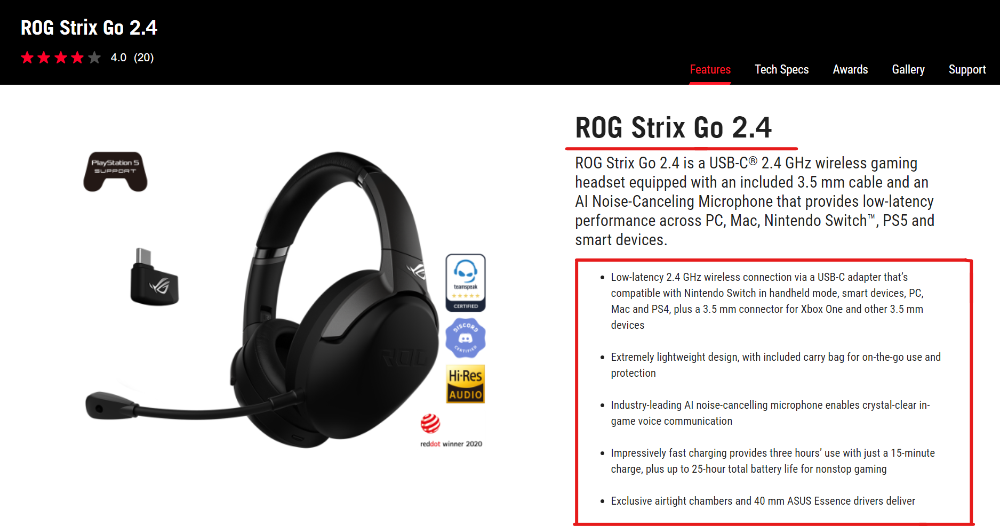 ROG Strix Go 2.4
4.0 (20)
Features Tech Specs Awards Gallery Support
PlayStation 5
SUPPORT
ROG Strix Go 2.4
ROG Strix Go 2.4 is a USB-C® 2.4 GHz wireless gaming
headset equipped with an included 3.5 mm cable and an
AI Noise-Canceling Microphone that provides low-latency
performance across PC, Mac, Nintendo Switch™, PS5 and
smart devices.
• Low-latency 2.4 GHz wireless connection via a USB-C adapter that’s
compatible with Nintendo Switch in handheld mode, smart devices, PC,
Mac and PS4, plus a 3.5 mm connector for Xbox One and other 3.5 mm
devices
• Extremely lightweight design, with included carry bag for on-the-go use and
protection
• Industry-leading AI noise-cancelling microphone enables crystal-clear in-
game voice communication
• Impressively fast charging provides three hours’ use with just a 15-minute
charge, plus up to 25-hour total battery life for nonstop gaming
• Exclusive airtight chambers and 40 mm ASUS Essence drivers deliver
teamspeak
CERTIFIED
DISCORD
CERTIFIED
Hi-Res
AUDIO
reddot winner 2020
ROG